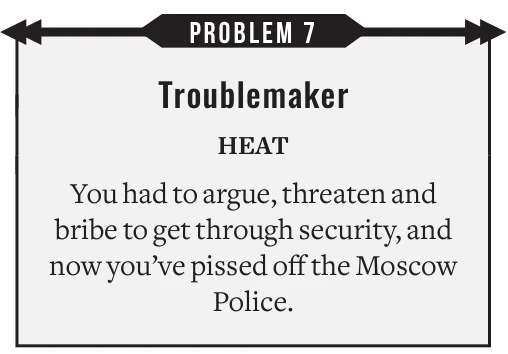 PROBLEM 7
Troublemaker
HEAT
You had to argue, threaten and
bribe to get through security, and
now you’ve pissed off the Moscow
Police.